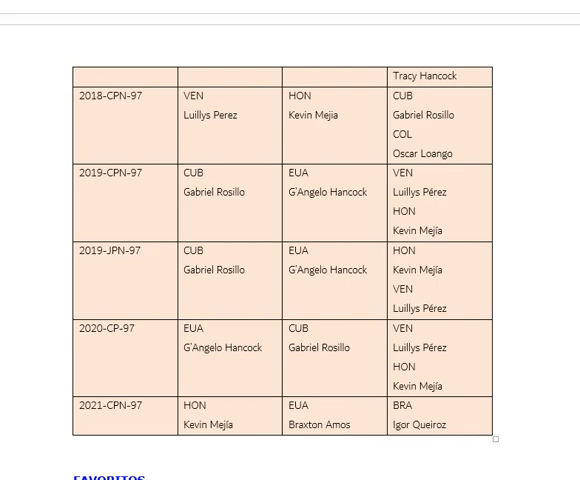 Tracy Hancock
2018-CPN-97
VEN
Luillys Perez
HON
Kevin Mejia
CUB
Gabriel Rosillo
COL
Oscar Loango
2019-CPN-97
CUB
Gabriel Rosillo
EUA
G'Angelo Hancock
VEN
Luillys Pérez
HON
Kevin Mejía
2019-JPN-97
CUB
Gabriel Rosillo
EUA
G'Angelo Hancock
HON
Kevin Mejía
VEN
Luillys Pérez
2020-CP-97
EUA
G'Angelo Hancock
CUB
Gabriel Rosillo
VEN
Luillys Pérez
HON
Kevin Mejía
2021-CPN-97
HON
Kevin Mejía
EUA
Braxton Amos
BRA
Igor Queiroz
FAVORITOS